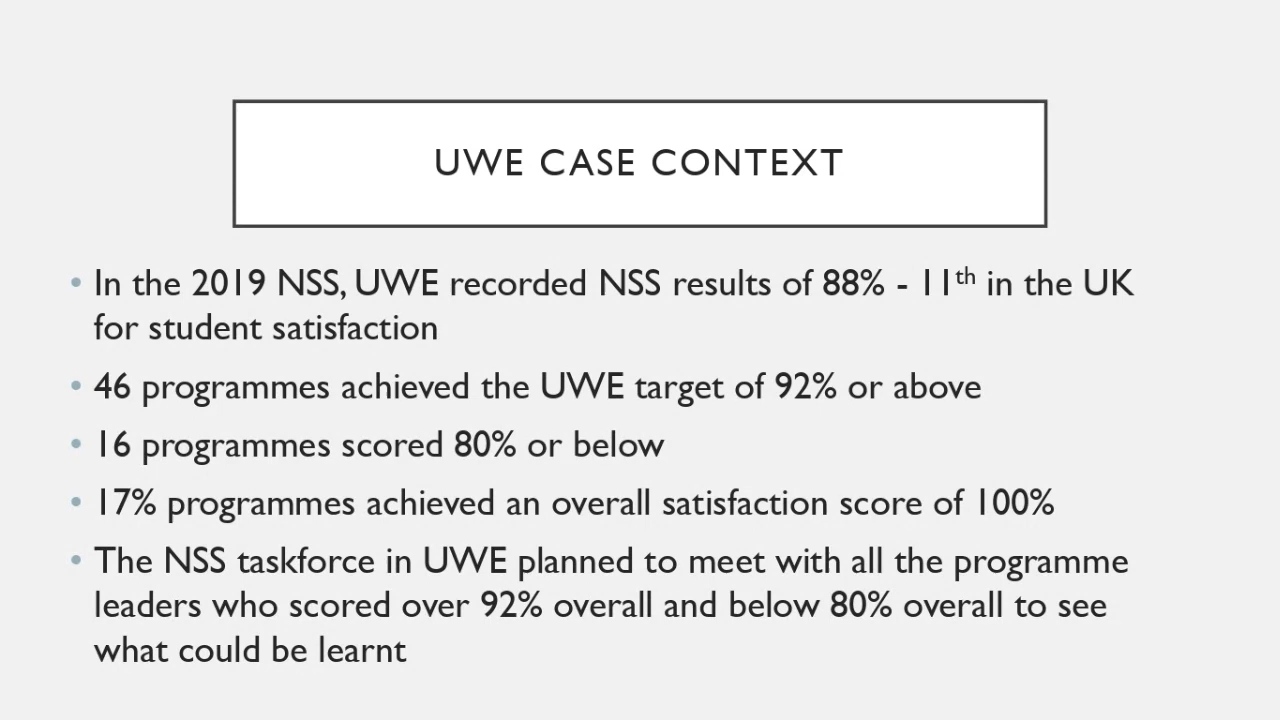 UWE CASE CONTEXT
• In the 2019 NSS, UWE recorded NSS results of 88% - 11th in the UK
for student satisfaction
• 46 programmes achieved the UWE target of 92% or above
• 16 programmes scored 80% or below
• 17% programmes achieved an overall satisfaction score of 100%
• The NSS taskforce in UWE planned to meet with all the programme
leaders who scored over 92% overall and below 80% overall to see
what could be learnt